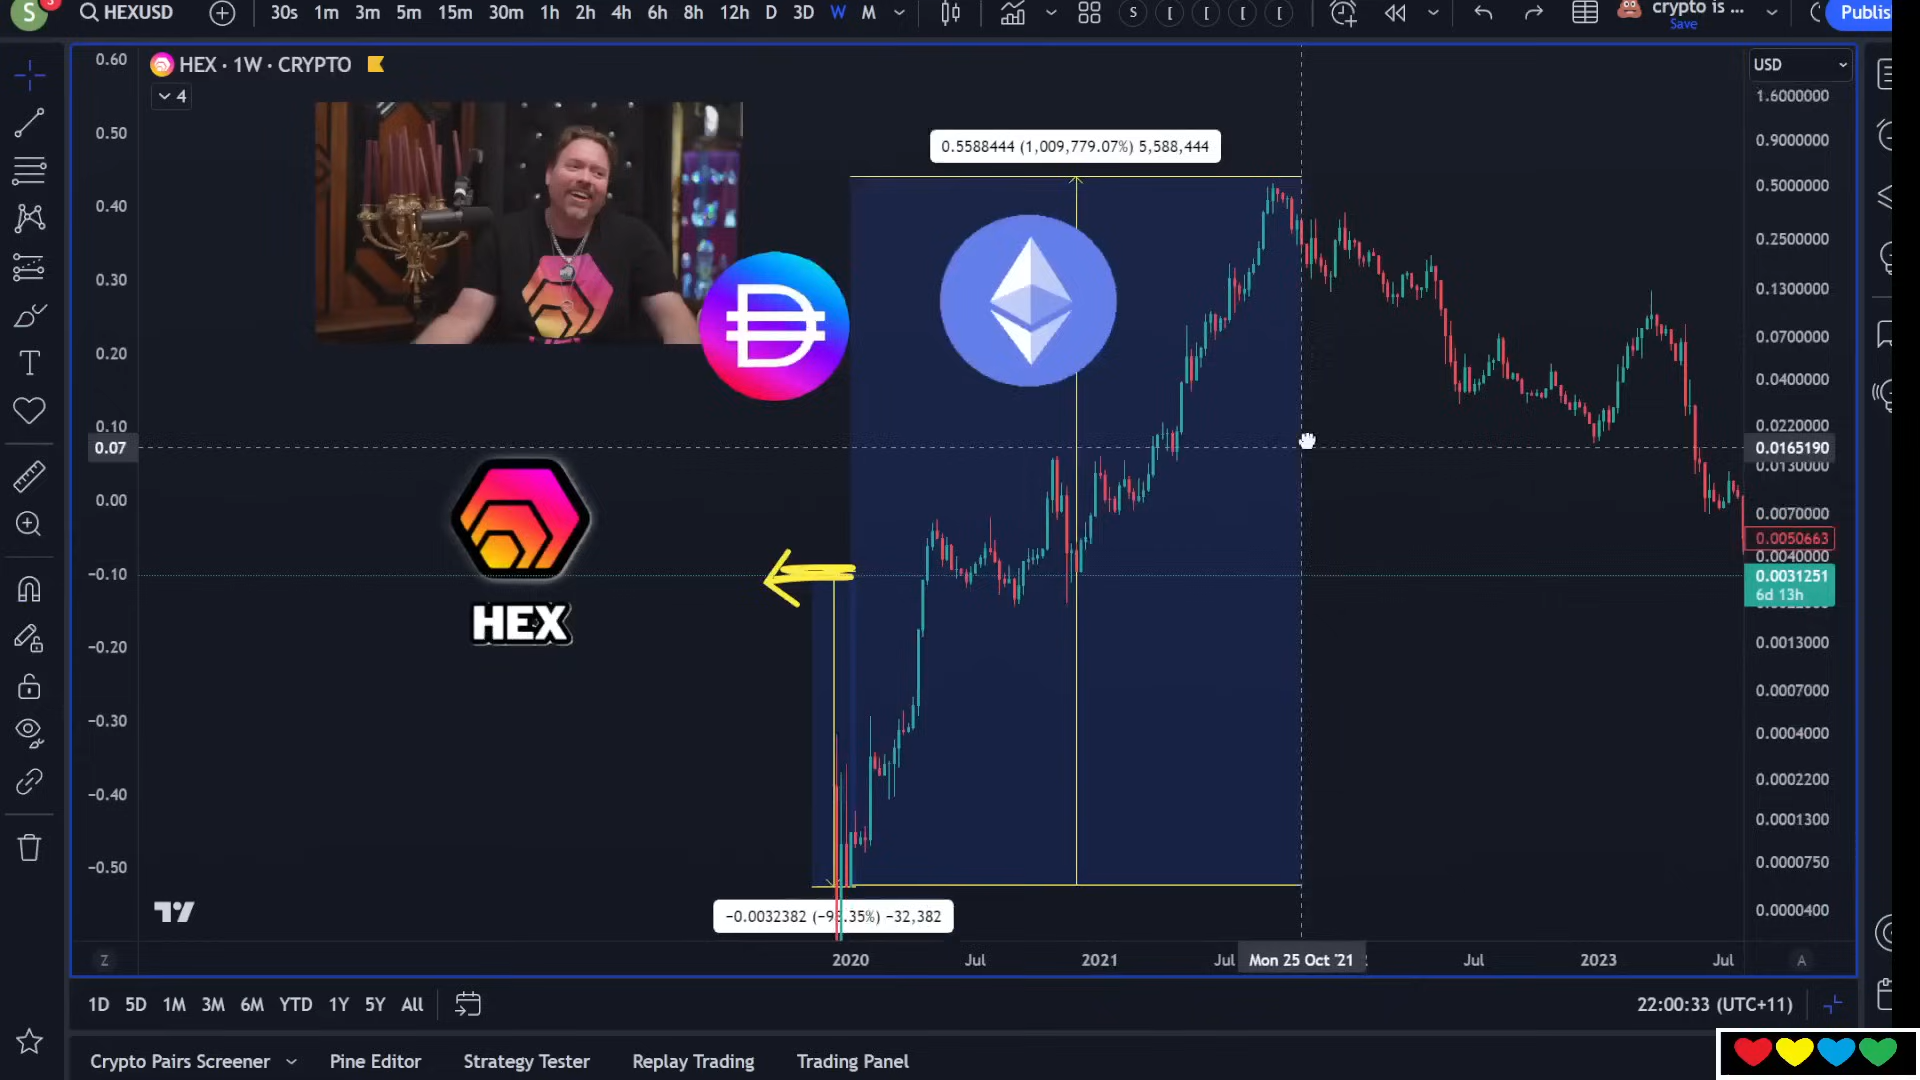 S
3
HEXUSD
30s 1m 3m 5m 15m 30m 1h 2h 4h 6h 8h 12h D 3D W M
S
crypto is ...
Save
Publis
HEX · 1W · CRYPTO
4
USD
0.60
0.50
0.40
0.30
0.20
0.10
0.07
0.00
−0.10
−0.20
−0.30
−0.40
−0.50
0.5588444 (1,009,779.07%) 5,588,444
HEX
1.6000000
0.9000000
0.5000000
0.2500000
0.1300000
0.0700000
0.0400000
0.0220000
0.0165190
0.0130000
0.0070000
0.0050663
0.0040000
0.0031251
6d 13h
0.0013000
0.0007000
0.0004000
0.0002200
0.0001300
0.0000750
0.0000400
Z
2020 Jul 2021 Jul Mon 25 Oct '21 Jul 2023 Jul
A
1D 5D 1M 3M 6M YTD 1Y 5Y All
22:00:33 (UTC+11)
Crypto Pairs Screener Pine Editor Strategy Tester Replay Trading Trading Panel